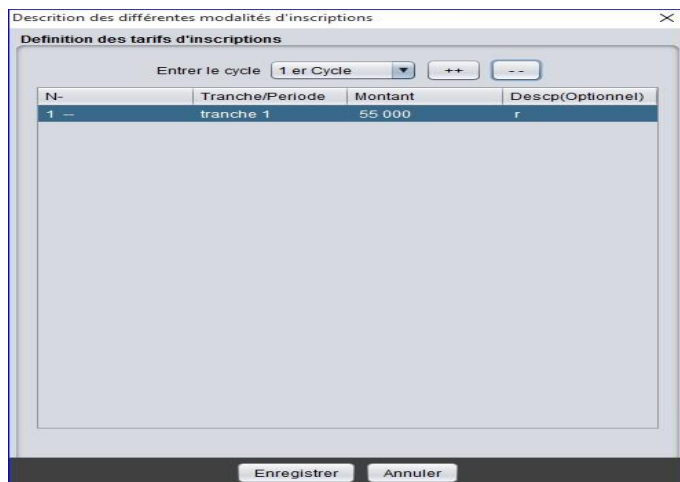 Descrition des différentes modalités d'inscriptions
Definition des tarifs d'inscriptions
Entrer le cycle 1 er Cycle ++ --
N- Tranche/Periode Montant Descp(Optionnel)
1 -- tranche 1 55 000 r
Enregistrer Annuler